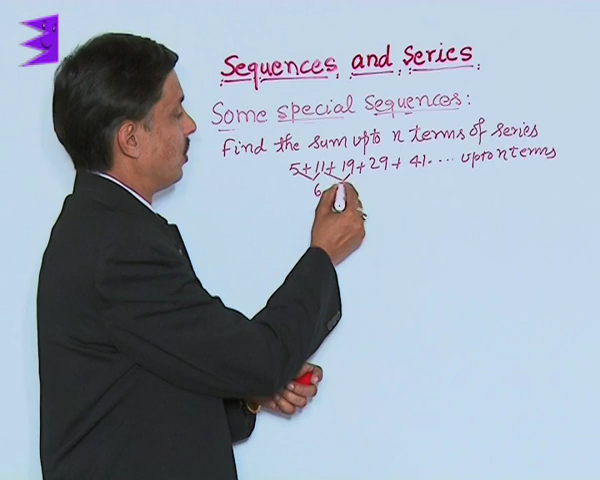 Sequences and Series
Some special Sequences:
Find the sum upto n terms of series
5+11+19+29+41.... upto n terms
6